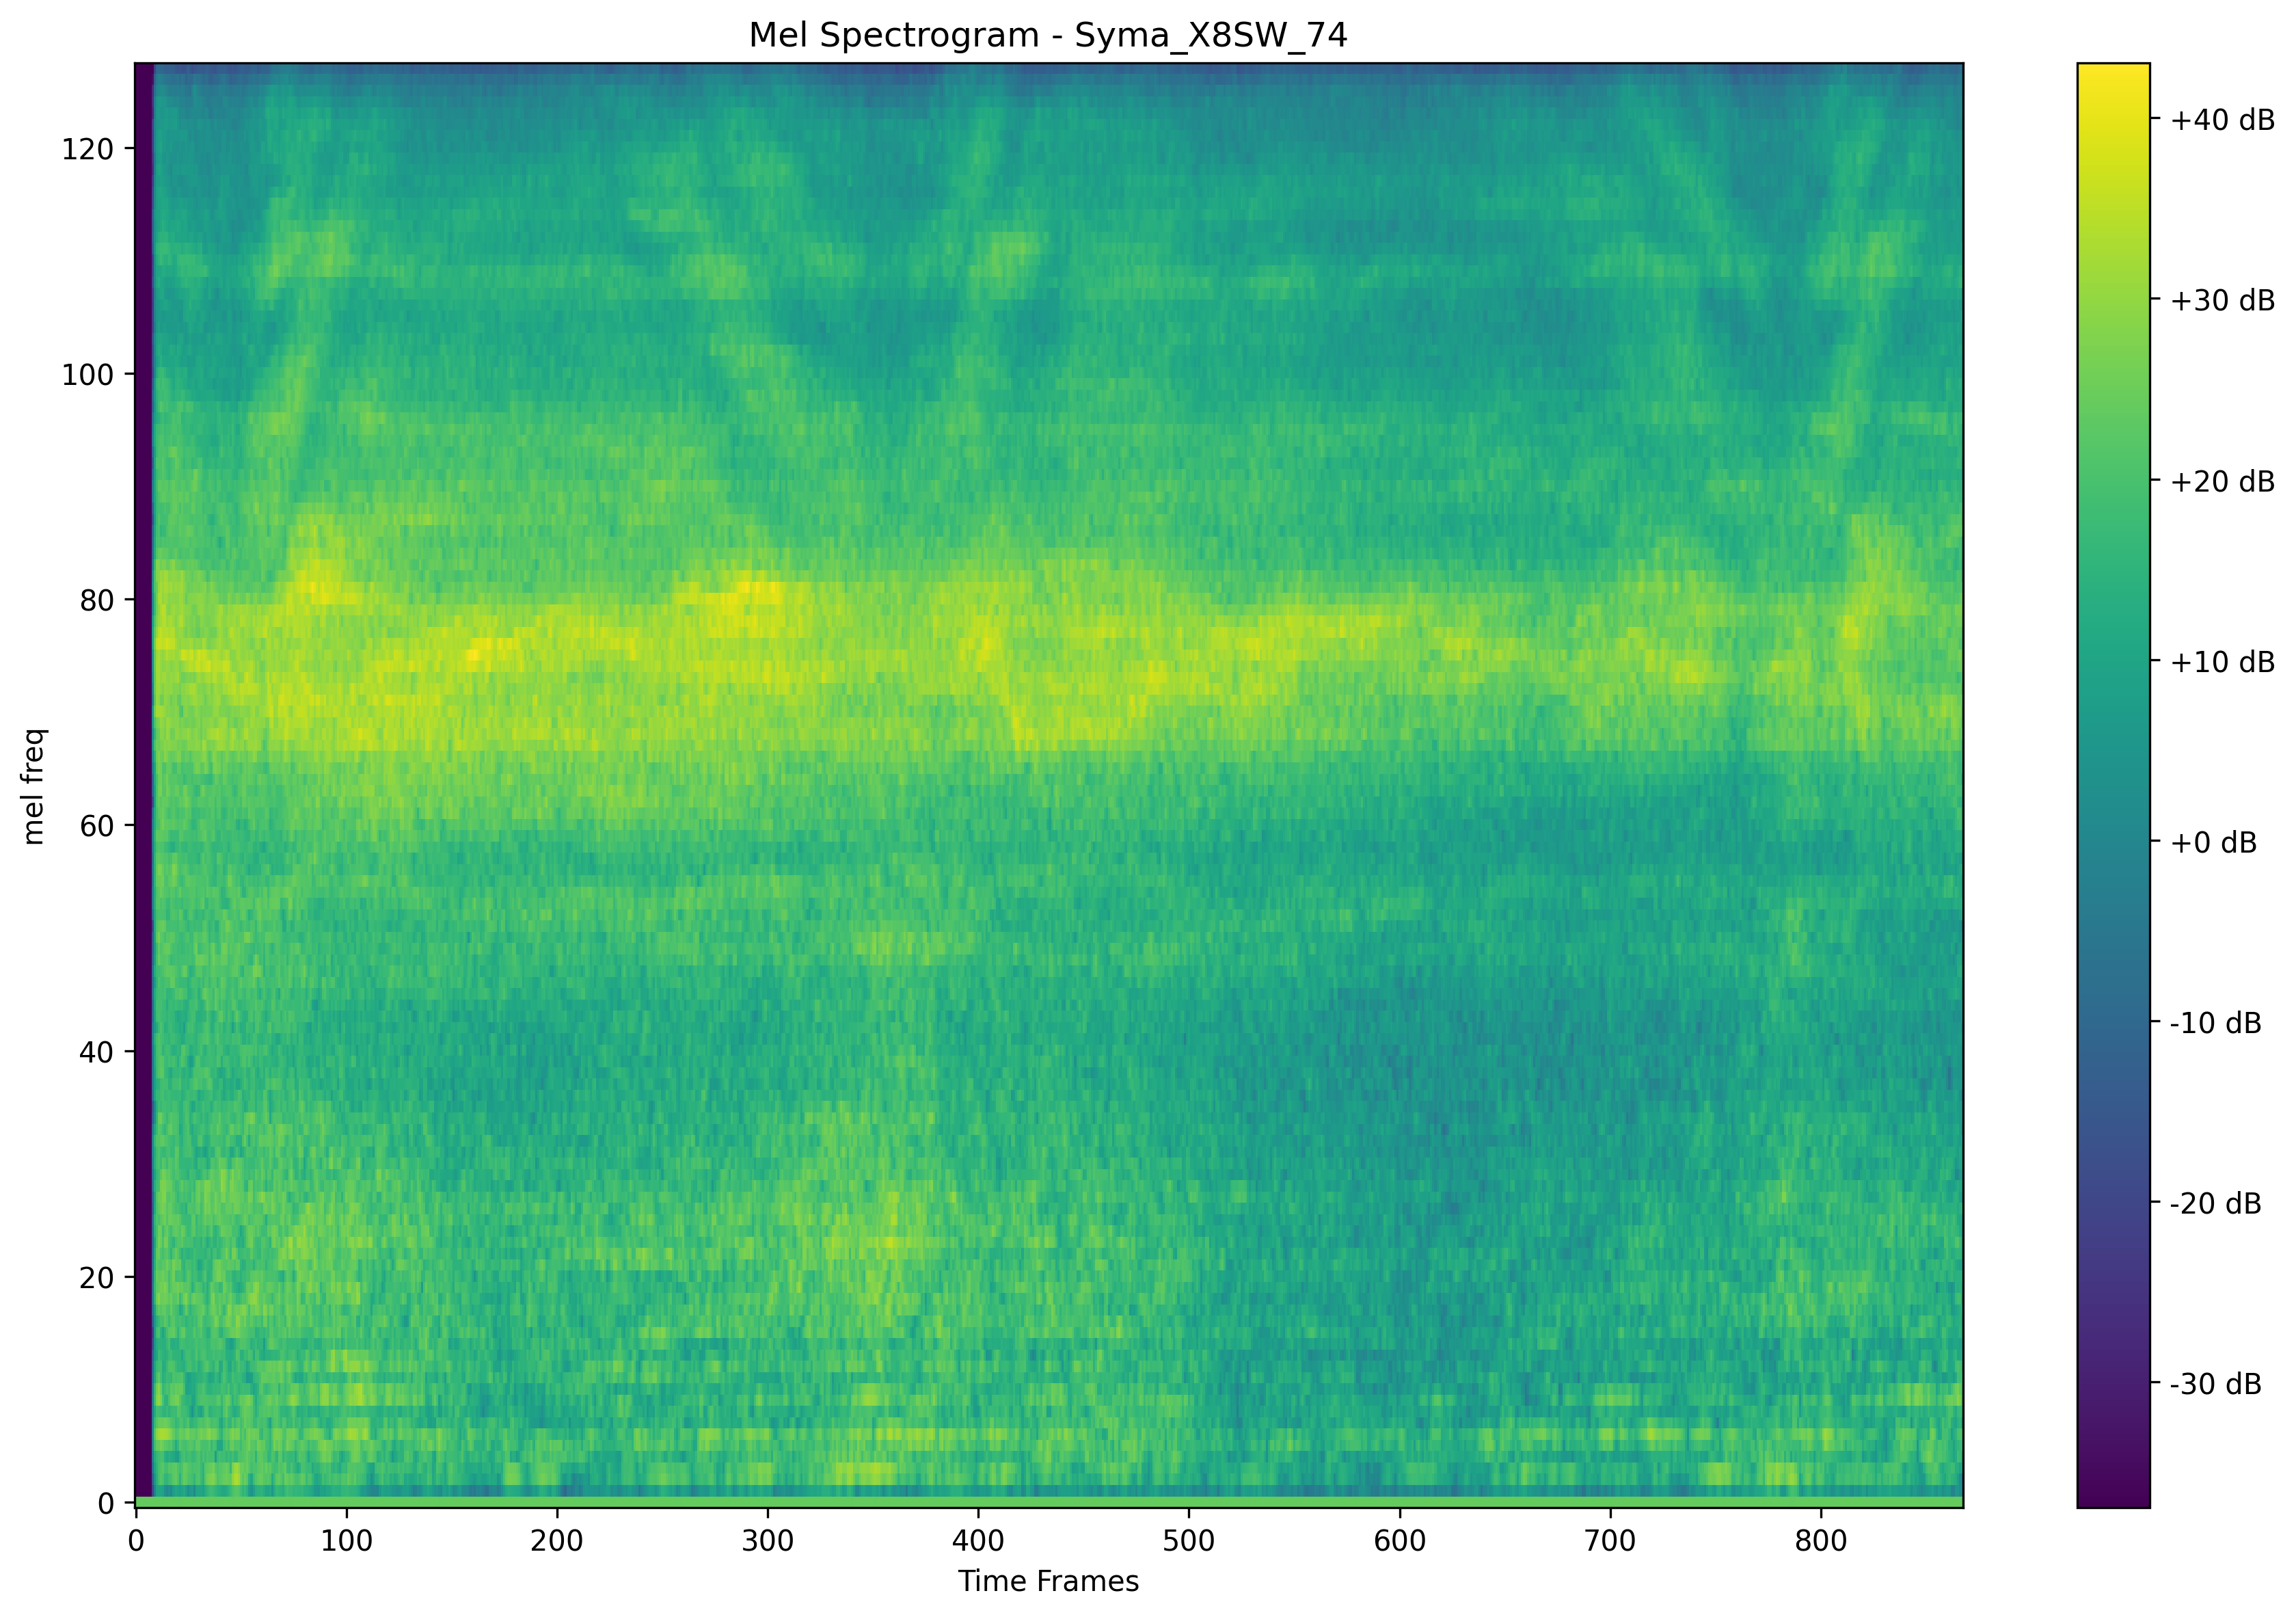 Mel Spectrogram - Syma_X8SW_74
mel freq
120
100
80
60
40
20
0
0 100 200 300 400 500 600 700 800
Time Frames
+40 dB
+30 dB
+20 dB
+10 dB
+0 dB
-10 dB
-20 dB
-30 dB